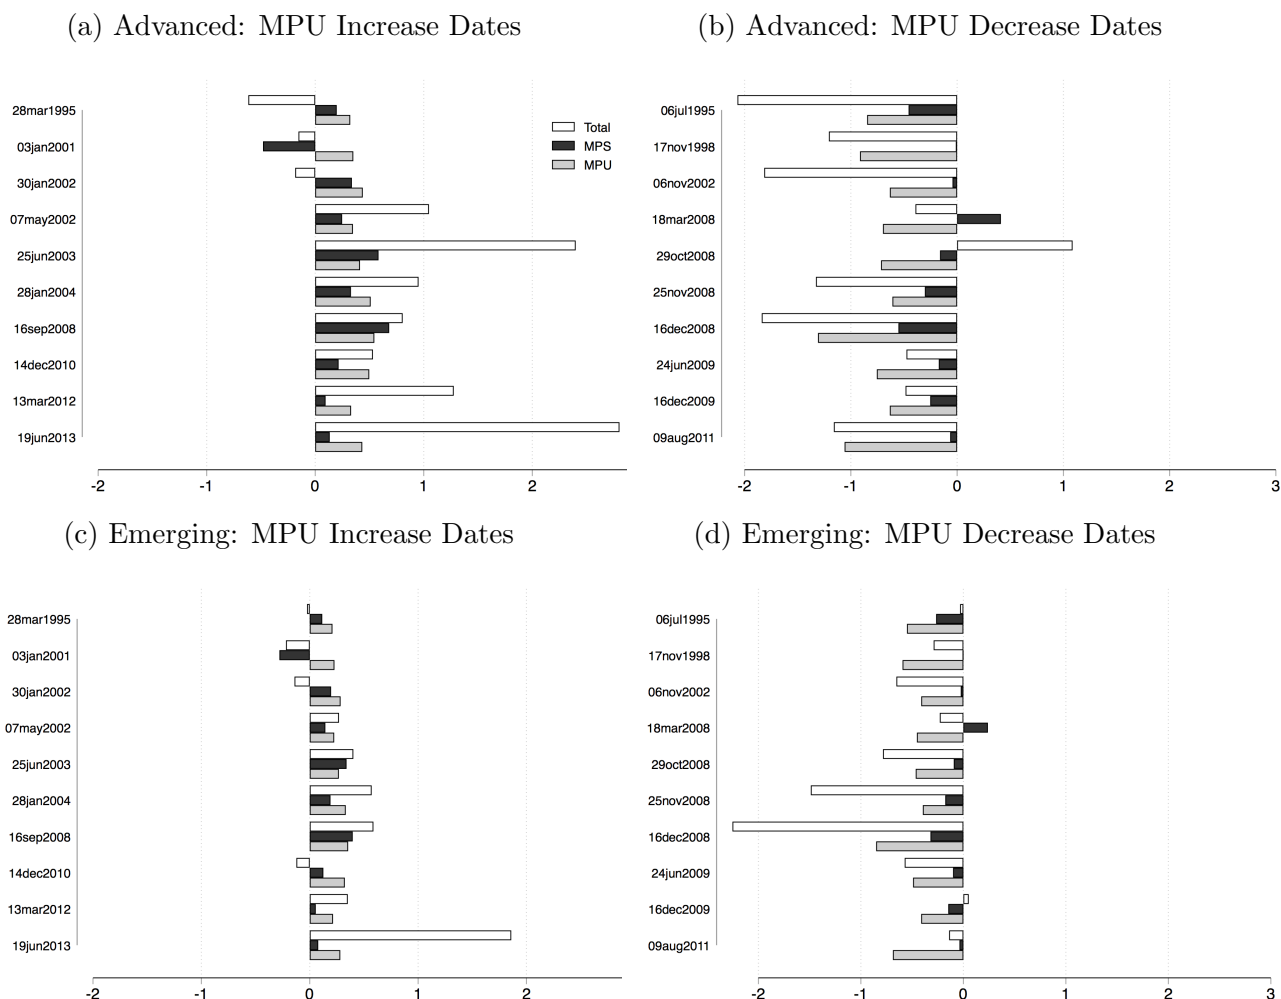 (a) Advanced: MPU Increase Dates
(b) Advanced: MPU Decrease Dates
28mar1995
03jan2001
30jan2002
07may2002
25jun2003
28jan2004
16sep2008
14dec2010
13mar2012
19jun2013
Total
MPS
MPU
-2 -1 0 1 2
06jul1995
17nov1998
06nov2002
18mar2008
29oct2008
25nov2008
16dec2008
24jun2009
16dec2009
09aug2011
-2 -1 0 1 2 3
(c) Emerging: MPU Increase Dates
(d) Emerging: MPU Decrease Dates
28mar1995
03jan2001
30jan2002
07may2002
25jun2003
28jan2004
16sep2008
14dec2010
13mar2012
19jun2013
-2 -1 0 1 2
06jul1995
17nov1998
06nov2002
18mar2008
29oct2008
25nov2008
16dec2008
24jun2009
16dec2009
09aug2011
-2 -1 0 1 2 3